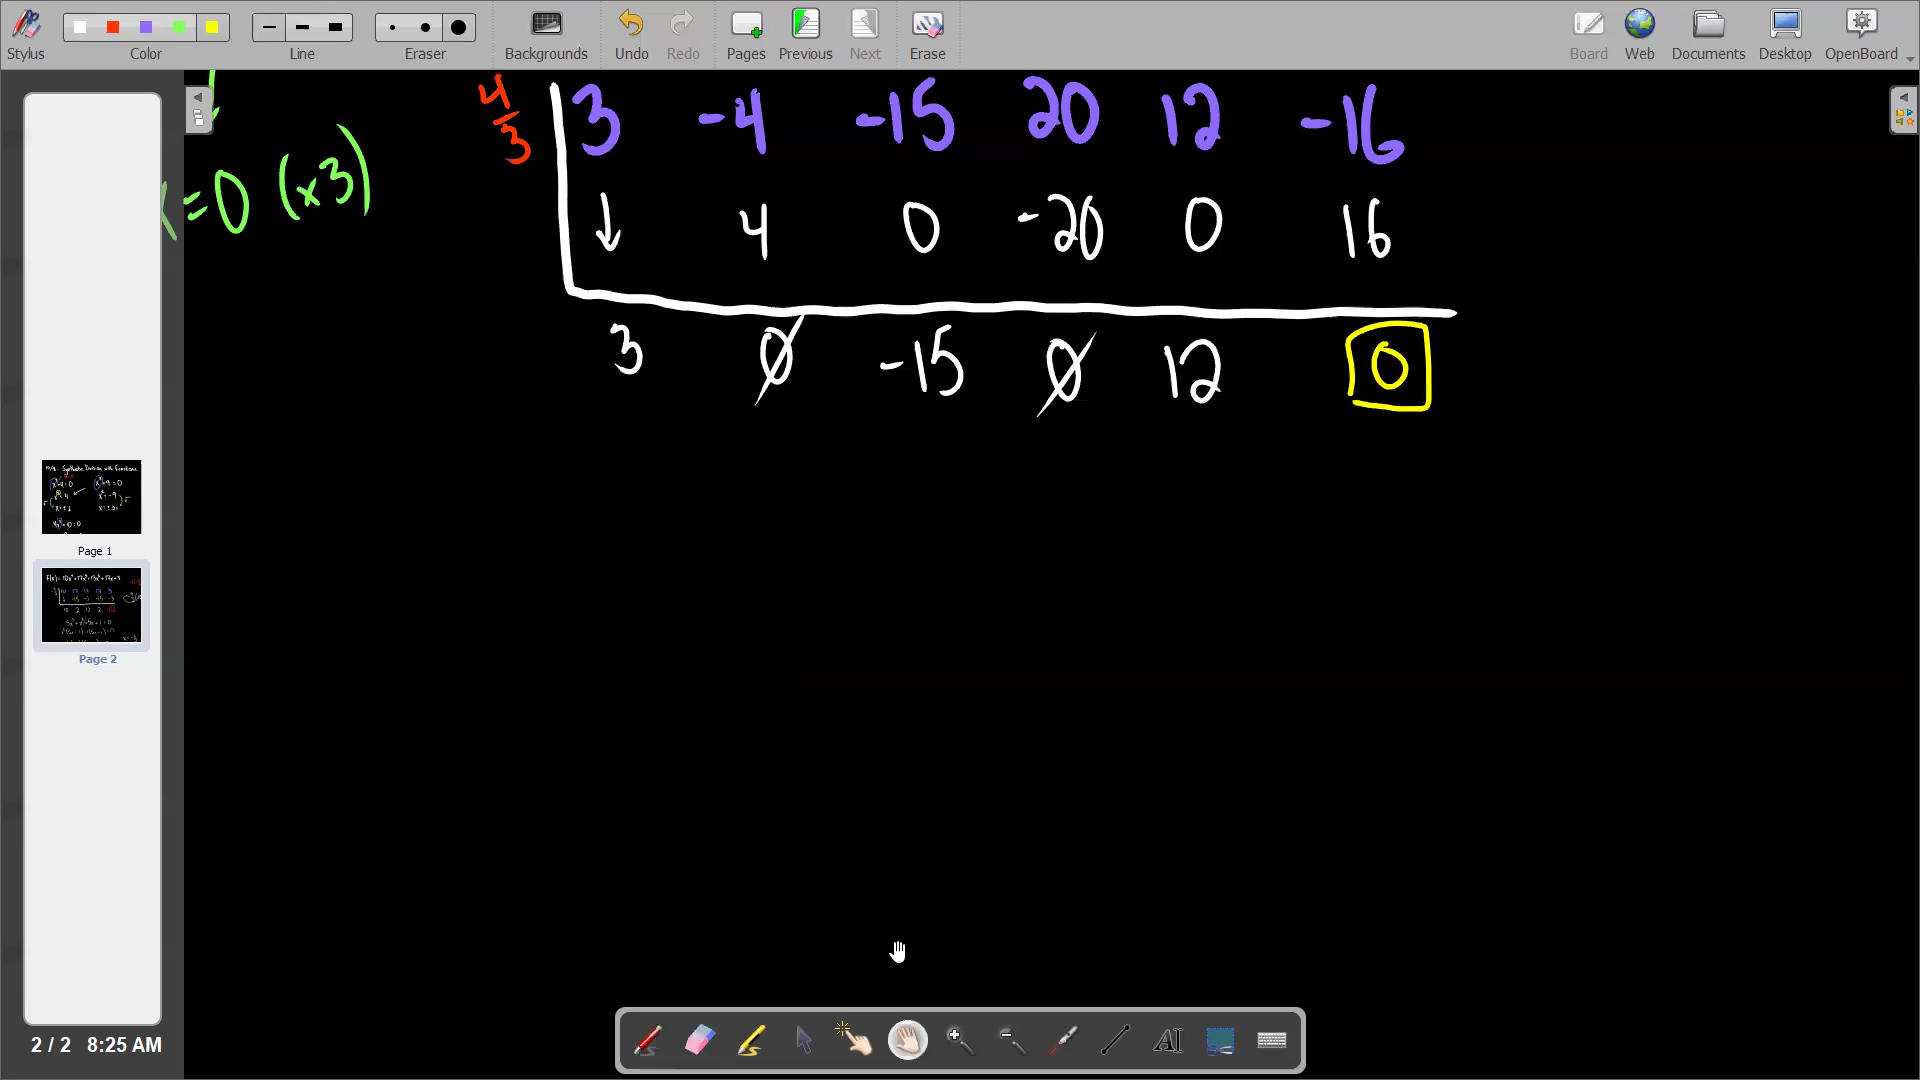 Stylus Color Line Eraser Backgrounds Undo Redo Pages Previous Next Erase Board Web Documents Desktop OpenBoard
4/3 3 -4 -15 20 12 -16
=0 (x3)
↓ 4 0 -20 0 16
3 0 -15 0 12 0
Page 1
Page 2
2 / 2 8:25 AM